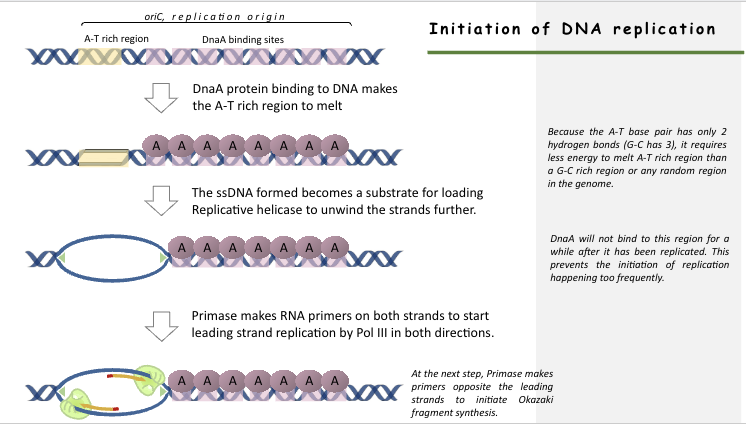 oriC, replication origin
Initiation of DNA replication
A-T rich region
DnaA binding sites
DnaA protein binding to DNA makes
the A-T rich region to melt
A A A A A A A
Because the A-T base pair has only 2
hydrogen bonds (G-C has 3), it requires
less energy to melt A-T rich region than
a G-C rich region or any random region
in the genome.
The ssDNA formed becomes a substrate for loading
Replicative helicase to unwind the strands further.
A A A A A A A
DnaA will not bind to this region for a
while after it has been replicated. This
prevents the initiation of replication
happening too frequently.
Primase makes RNA primers on both strands to start
leading strand replication by Pol III in both directions.
A A A A A A A
At the next step, Primase makes
primers opposite the leading
strands to initiate Okazaki
fragment synthesis.